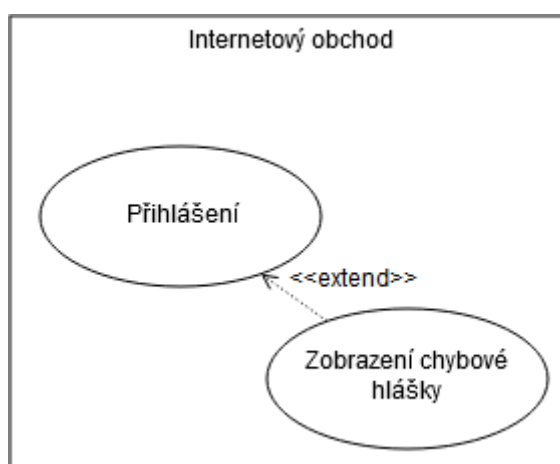 Internetový obchod
Přihlášení
<<extend>>
Zobrazení chybové
hlášky